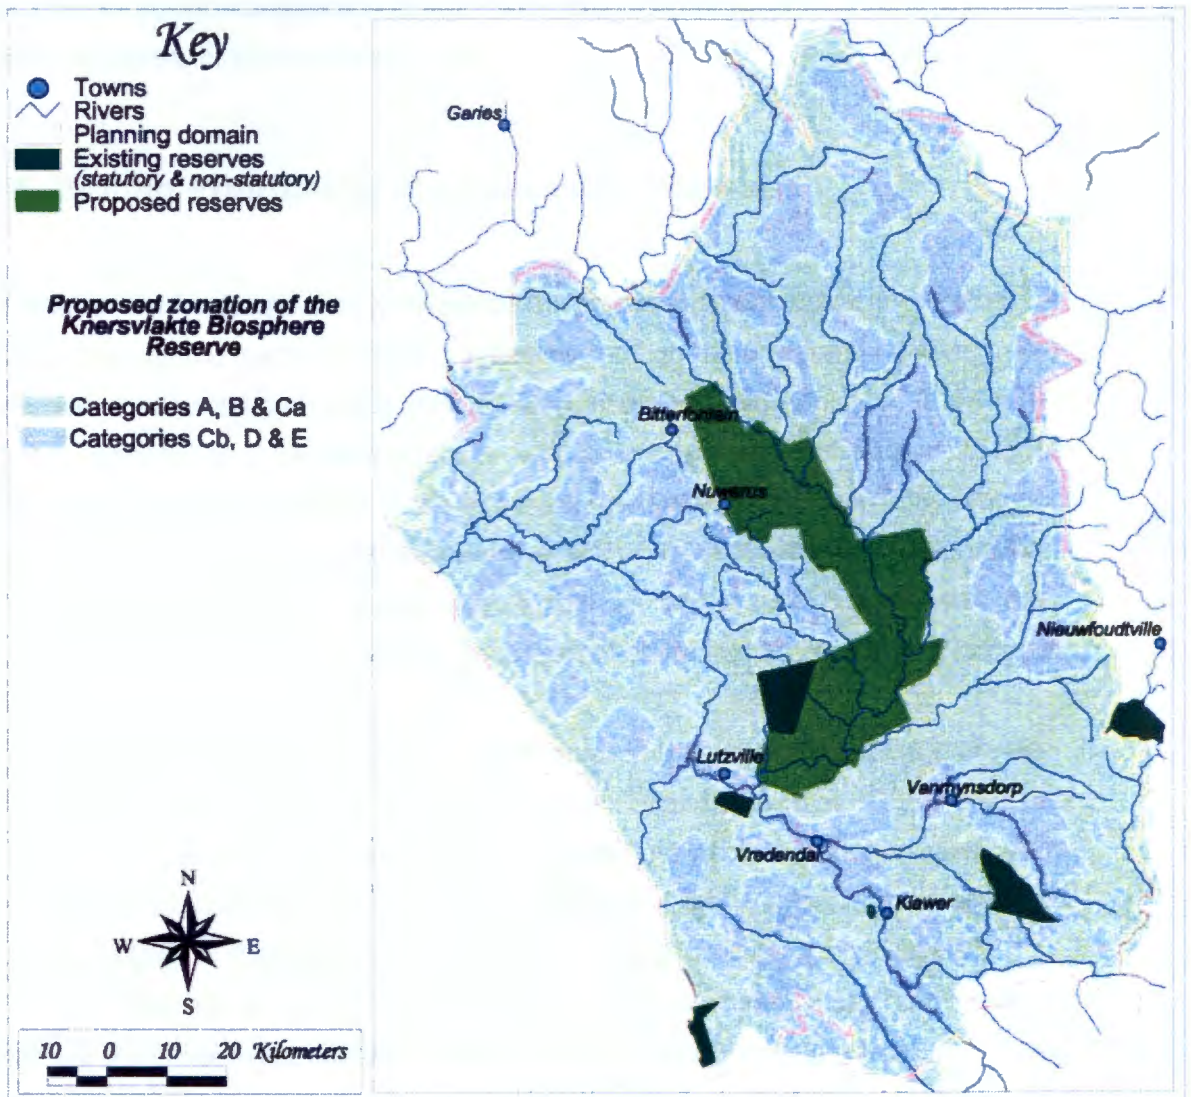 Key
Towns
Rivers
Planning domain
Existing reserves
(statutory & non-statutory)
Proposed reserves
Proposed zonation of the
Knersvlakte Biosphere
Reserve
Categories A, B & Ca
Categories Cb, D & E
Garies
Bitterfontein
Nuwerus
Nieuwfoudtville
Lutzville
Vanrhynsdorp
Vredendal
Klawer
N
W
E
S
10 0 10 20 Kilometers